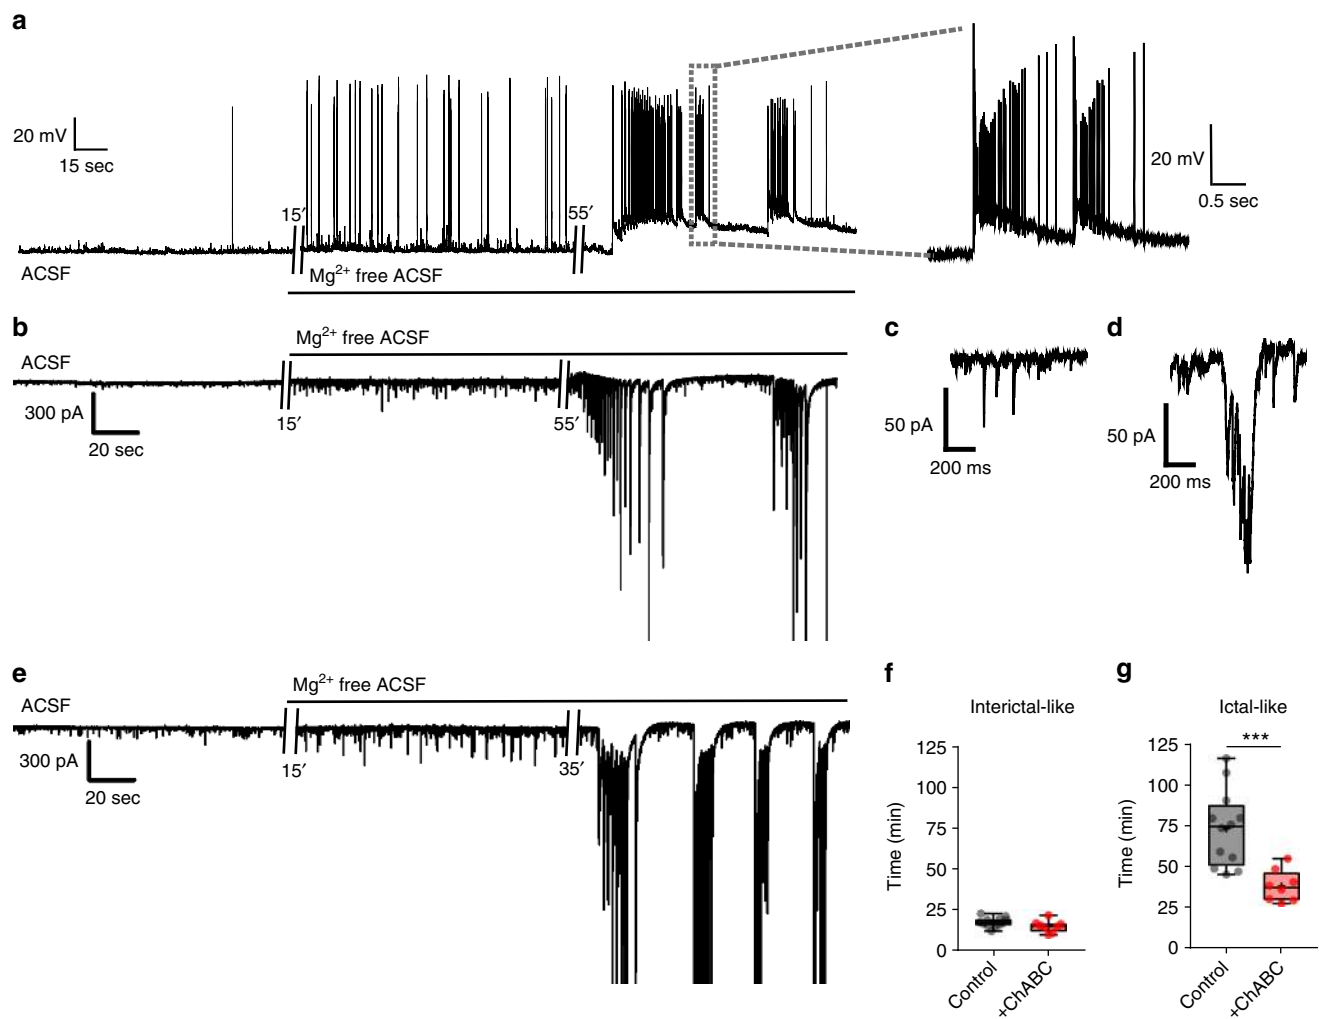 a
20 mV
15 sec
ACSF
15′
55′
Mg2+ free ACSF
20 mV
0.5 sec
b
ACSF
Mg2+ free ACSF
300 pA
20 sec
15′
55′
c
50 pA
200 ms
d
50 pA
200 ms
e
ACSF
Mg2+ free ACSF
300 pA
20 sec
15′
35′
f
Interictal-like
Time (min)
125
100
75
50
25
0
Control
+ChABC
g
Ictal-like
***
Time (min)
125
100
75
50
25
0
Control
+ChABC